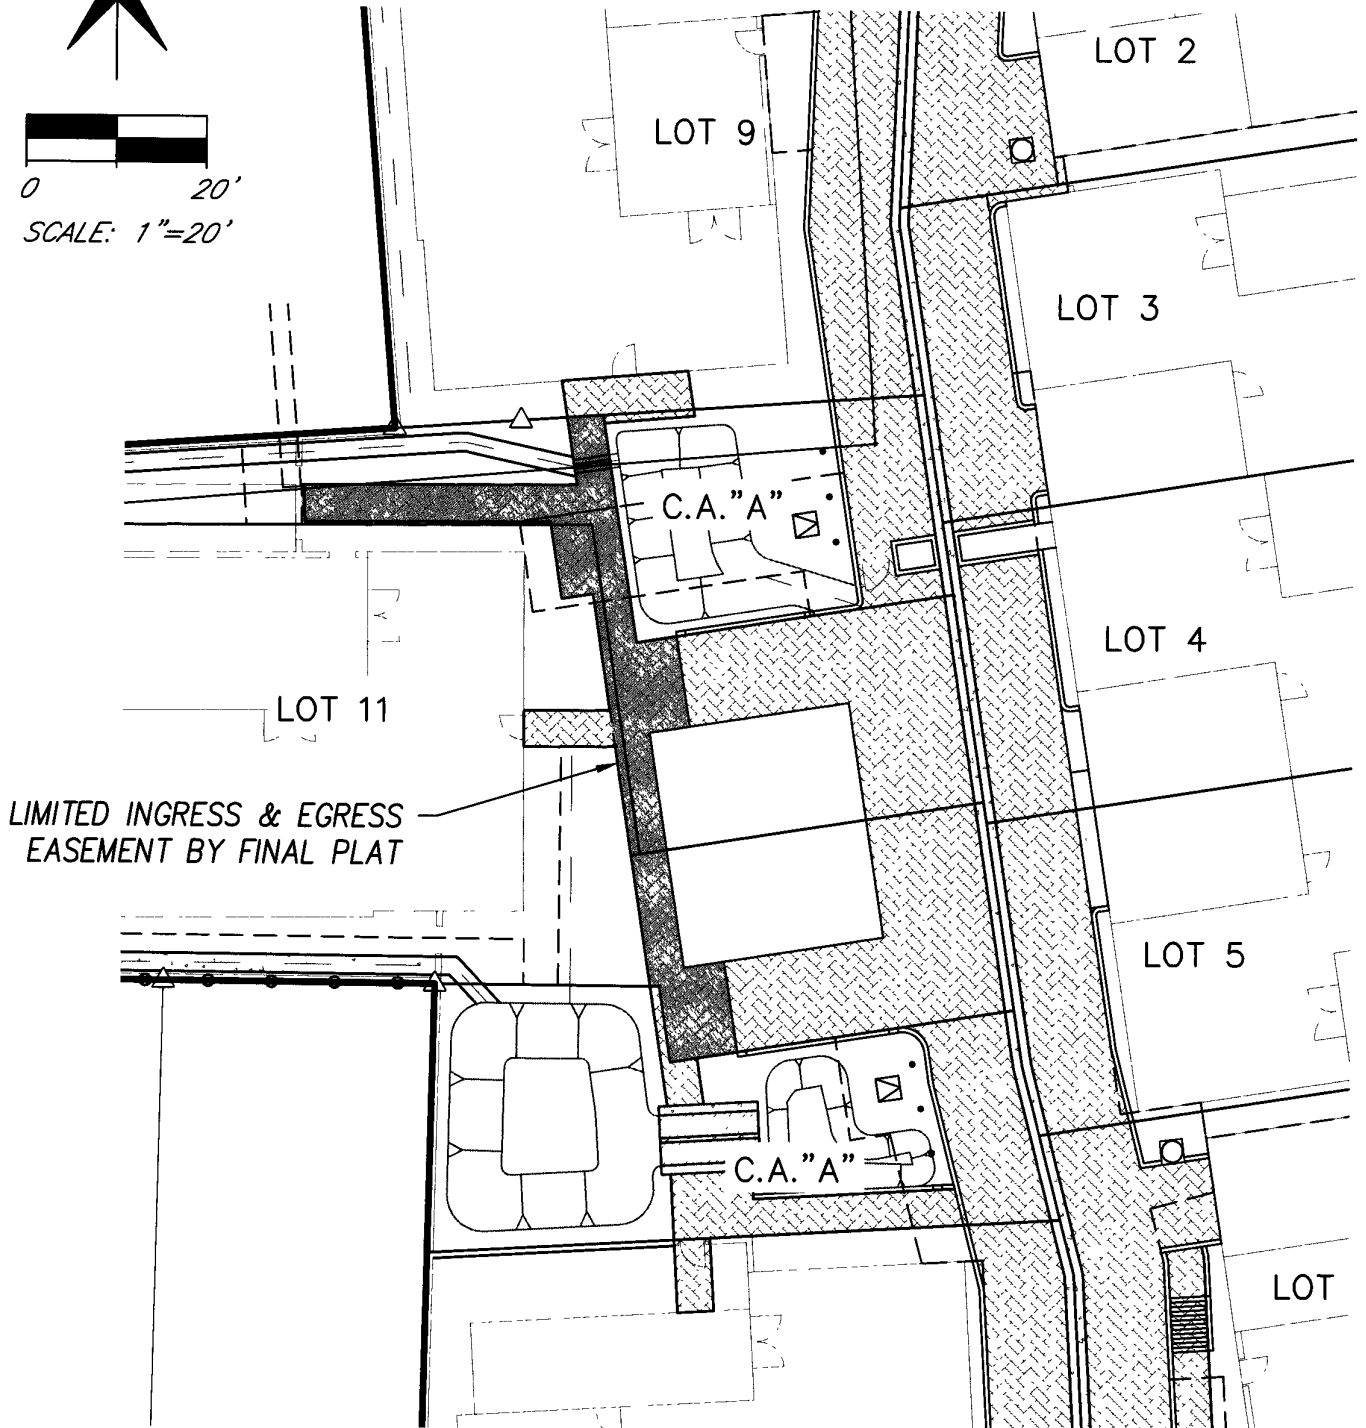 LOT 2
LOT 9
0 20'
SCALE: 1"=20'
LOT 3
C.A."A"
LOT 4
LOT 11
LIMITED INGRESS & EGRESS
EASEMENT BY FINAL PLAT
LOT 5
C.A."A"
LOT